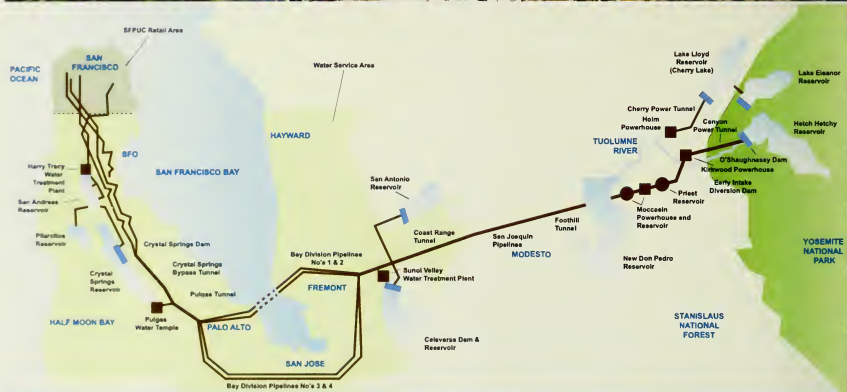 SFPUC Retail Area
PACIFIC
OCEAN
SAN
FRANCISCO
Water Service Area
Lake Lloyd
Reservoir
(Cherry Lake)
Lake Eleanor
Reservoir
Cherry Power Tunnel
Holm
Powerhouse
Canyon
Power Tunnel
Hetch Hetchy
Reservoir
HAYWARD
TUOLUMNE
RIVER
SFO
O'Shaughnessy Dam
Kirkwood Powerhouse
Harry Tracy
Water
Treatment
Plant
SAN FRANCISCO BAY
San Antonio
Reservoir
Early Intake
Diversion Dam
Priest
Reservoir
San Andreas
Reservoir
Moccasin
Powerhouse and
Reservoir
Foothill
Tunnel
Pilarcitos
Reservoir
Crystal Springs Dam
Coast Range
Tunnel
San Joaquin
Pipelines
YOSEMITE
NATIONAL
PARK
Bay Division Pipelines
No's 1 & 2
MODESTO
Crystal Springs
Bypass Tunnel
New Don Pedro
Reservoir
Crystal
Springs
Reservoir
Sunol Valley
Water Treatment Plant
Pulgas Tunnel
FREMONT
HALF MOON BAY
Pulgas
Water Temple
PALO ALTO
STANISLAUS
NATIONAL
FOREST
Calaveras Dam &
Reservoir
SAN JOSE
Bay Division Pipelines No's 3 & 4